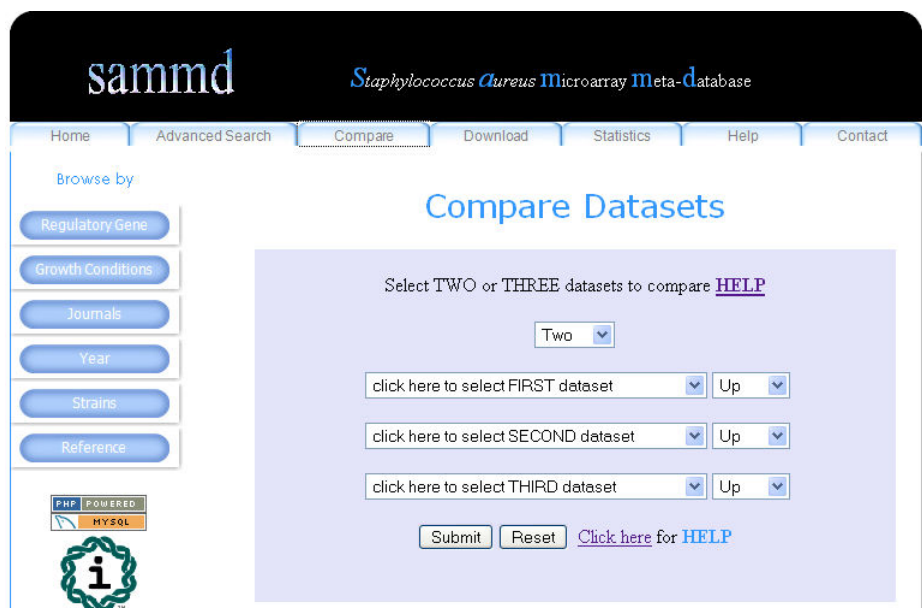 sammd
Staphylococcus aureus microarray meta-database
Home Advanced Search Compare Download Statistics Help Contact
Browse by
Regulatory Gene
Growth Conditions
Journals
Year
Strains
Reference
PHP POWERED
MYSQL
i
Compare Datasets
Select TWO or THREE datasets to compare HELP
Two
click here to select FIRST dataset Up
click here to select SECOND dataset Up
click here to select THIRD dataset Up
Submit Reset Click here for HELP